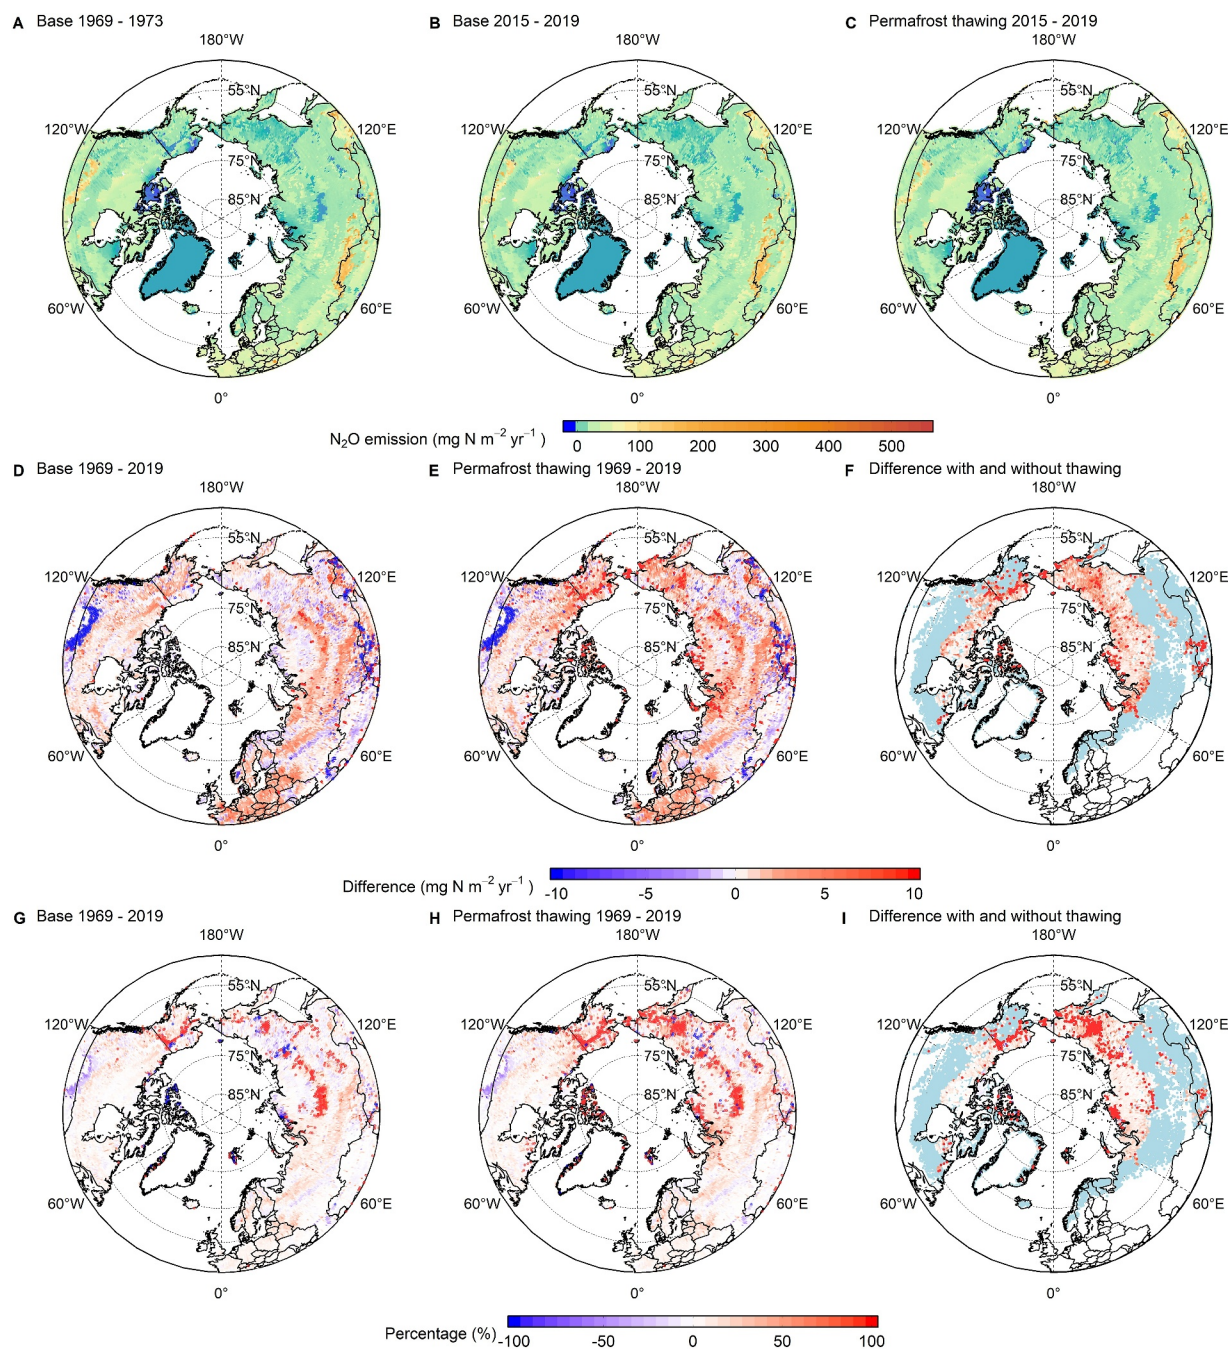 A Base 1969 - 1973
B Base 2015 - 2019
C Permafrost thawing 2015 - 2019
180°W
180°W
180°W
55°N
55°N
55°N
120°W
120°E
120°W
120°E
120°W
120°E
75°N
75°N
75°N
85°N
85°N
85°N
60°W
60°E
60°W
60°E
60°W
60°E
0°
0°
0°
N₂O emission (mg N m⁻² yr⁻¹ )
0 100 200 300 400 500
D Base 1969 - 2019
E Permafrost thawing 1969 - 2019
F Difference with and without thawing
180°W
180°W
180°W
55°N
55°N
55°N
120°W
120°E
120°W
120°E
120°W
120°E
75°N
75°N
75°N
85°N
85°N
85°N
60°W
60°E
60°W
60°E
60°W
60°E
0°
0°
0°
Difference (mg N m⁻² yr⁻¹ )
-10 -5 0 5 10
G Base 1969 - 2019
H Permafrost thawing 1969 - 2019
I Difference with and without thawing
180°W
180°W
180°W
55°N
55°N
55°N
120°W
120°E
120°W
120°E
120°W
120°E
75°N
75°N
75°N
85°N
85°N
85°N
60°W
60°E
60°W
60°E
60°W
60°E
0°
0°
0°
Percentage (%)
-100 -50 0 50 100